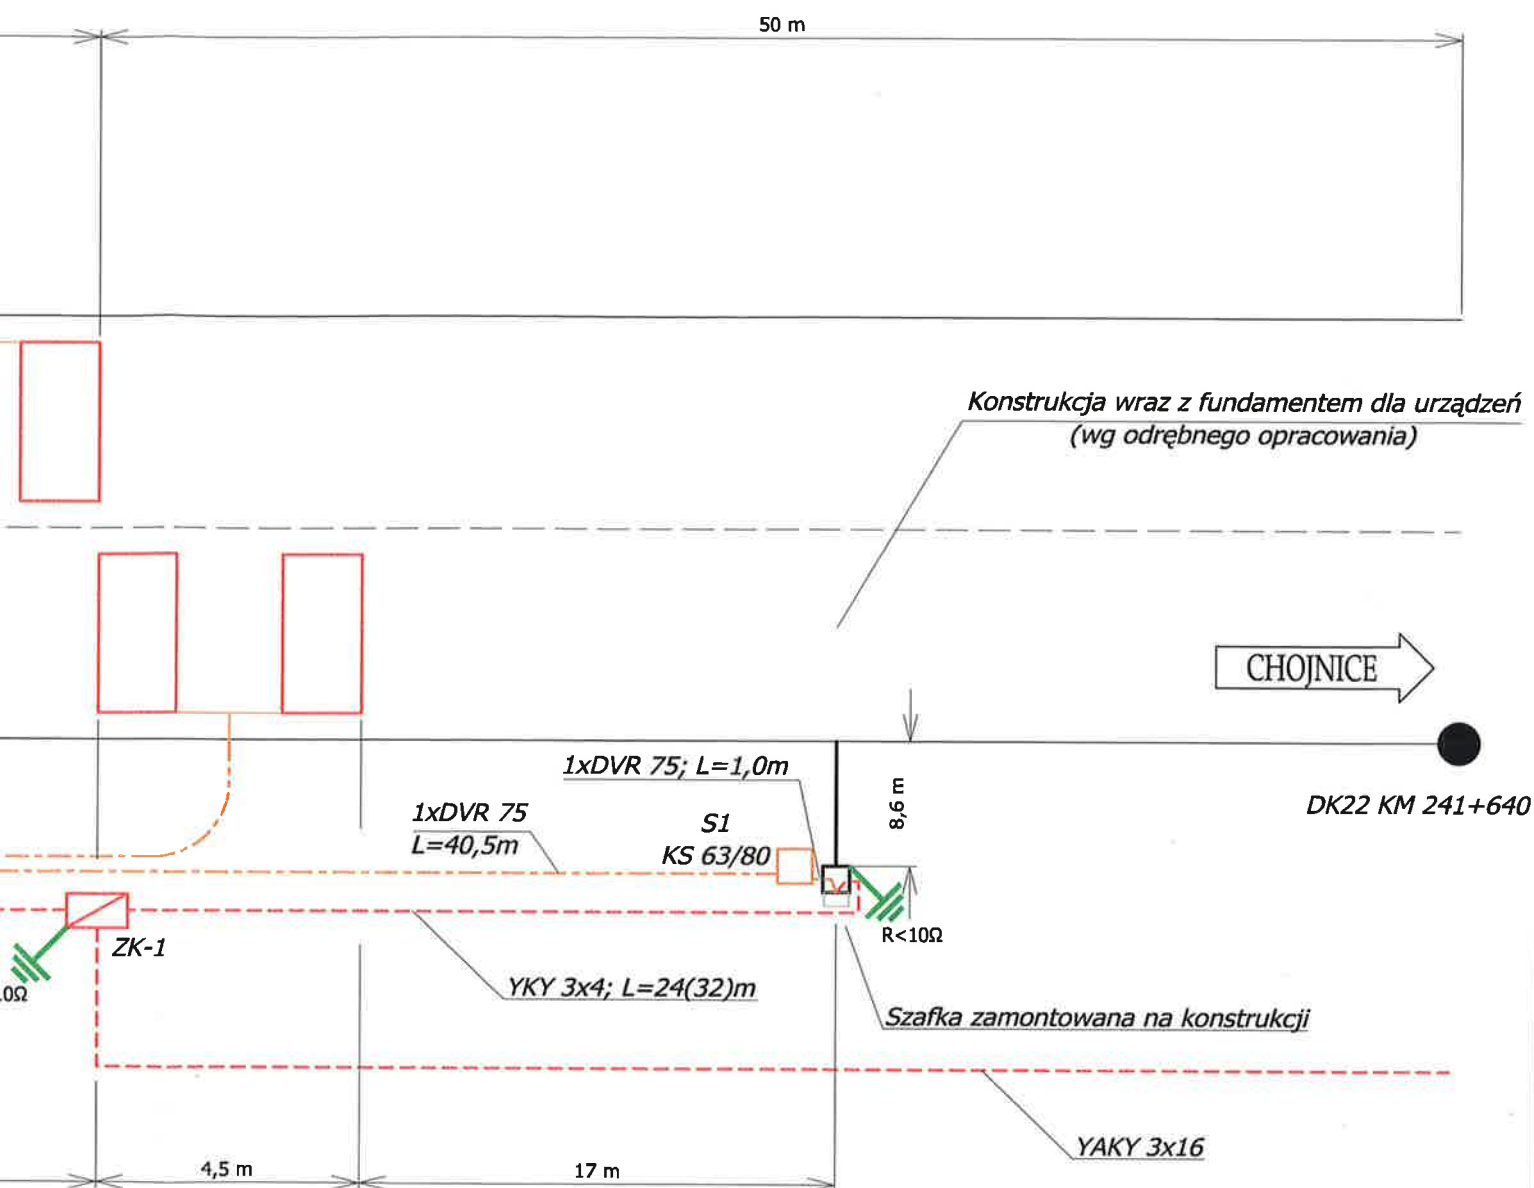 50 m
Konstrukcja wraz z fundamentem dla urządzeń
(wg odrębnego opracowania)
CHOJNICE
1xDVR 75; L=1,0m
8,6 m
DK22 KM 241+640
1xDVR 75
L=40,5m
S1
KS 63/80
ZK-1
R<10Ω
YKY 3x4; L=24(32)m
Szafka zamontowana na konstrukcji
YAKY 3x16
4,5 m
17 m